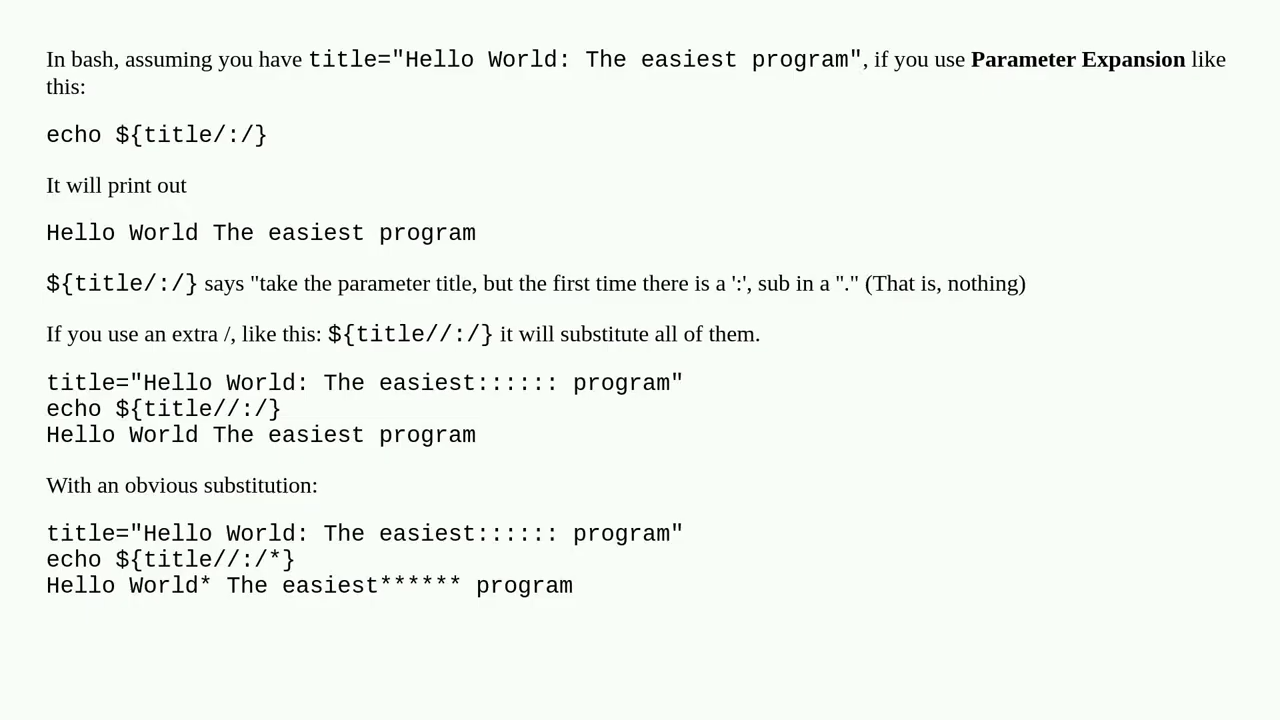 In bash, assuming you have title="Hello World: The easiest program", if you use Parameter Expansion like
this:
echo ${title/:/}
It will print out
Hello World The easiest program
${title/:/} says "take the parameter title, but the first time there is a ':', sub in a ''." (That is, nothing)
If you use an extra /, like this: ${title//:/} it will substitute all of them.
title="Hello World: The easiest:::::: program"
echo ${title//:/}
Hello World The easiest program
With an obvious substitution:
title="Hello World: The easiest:::::: program"
echo ${title//:/*}
Hello World* The easiest****** program